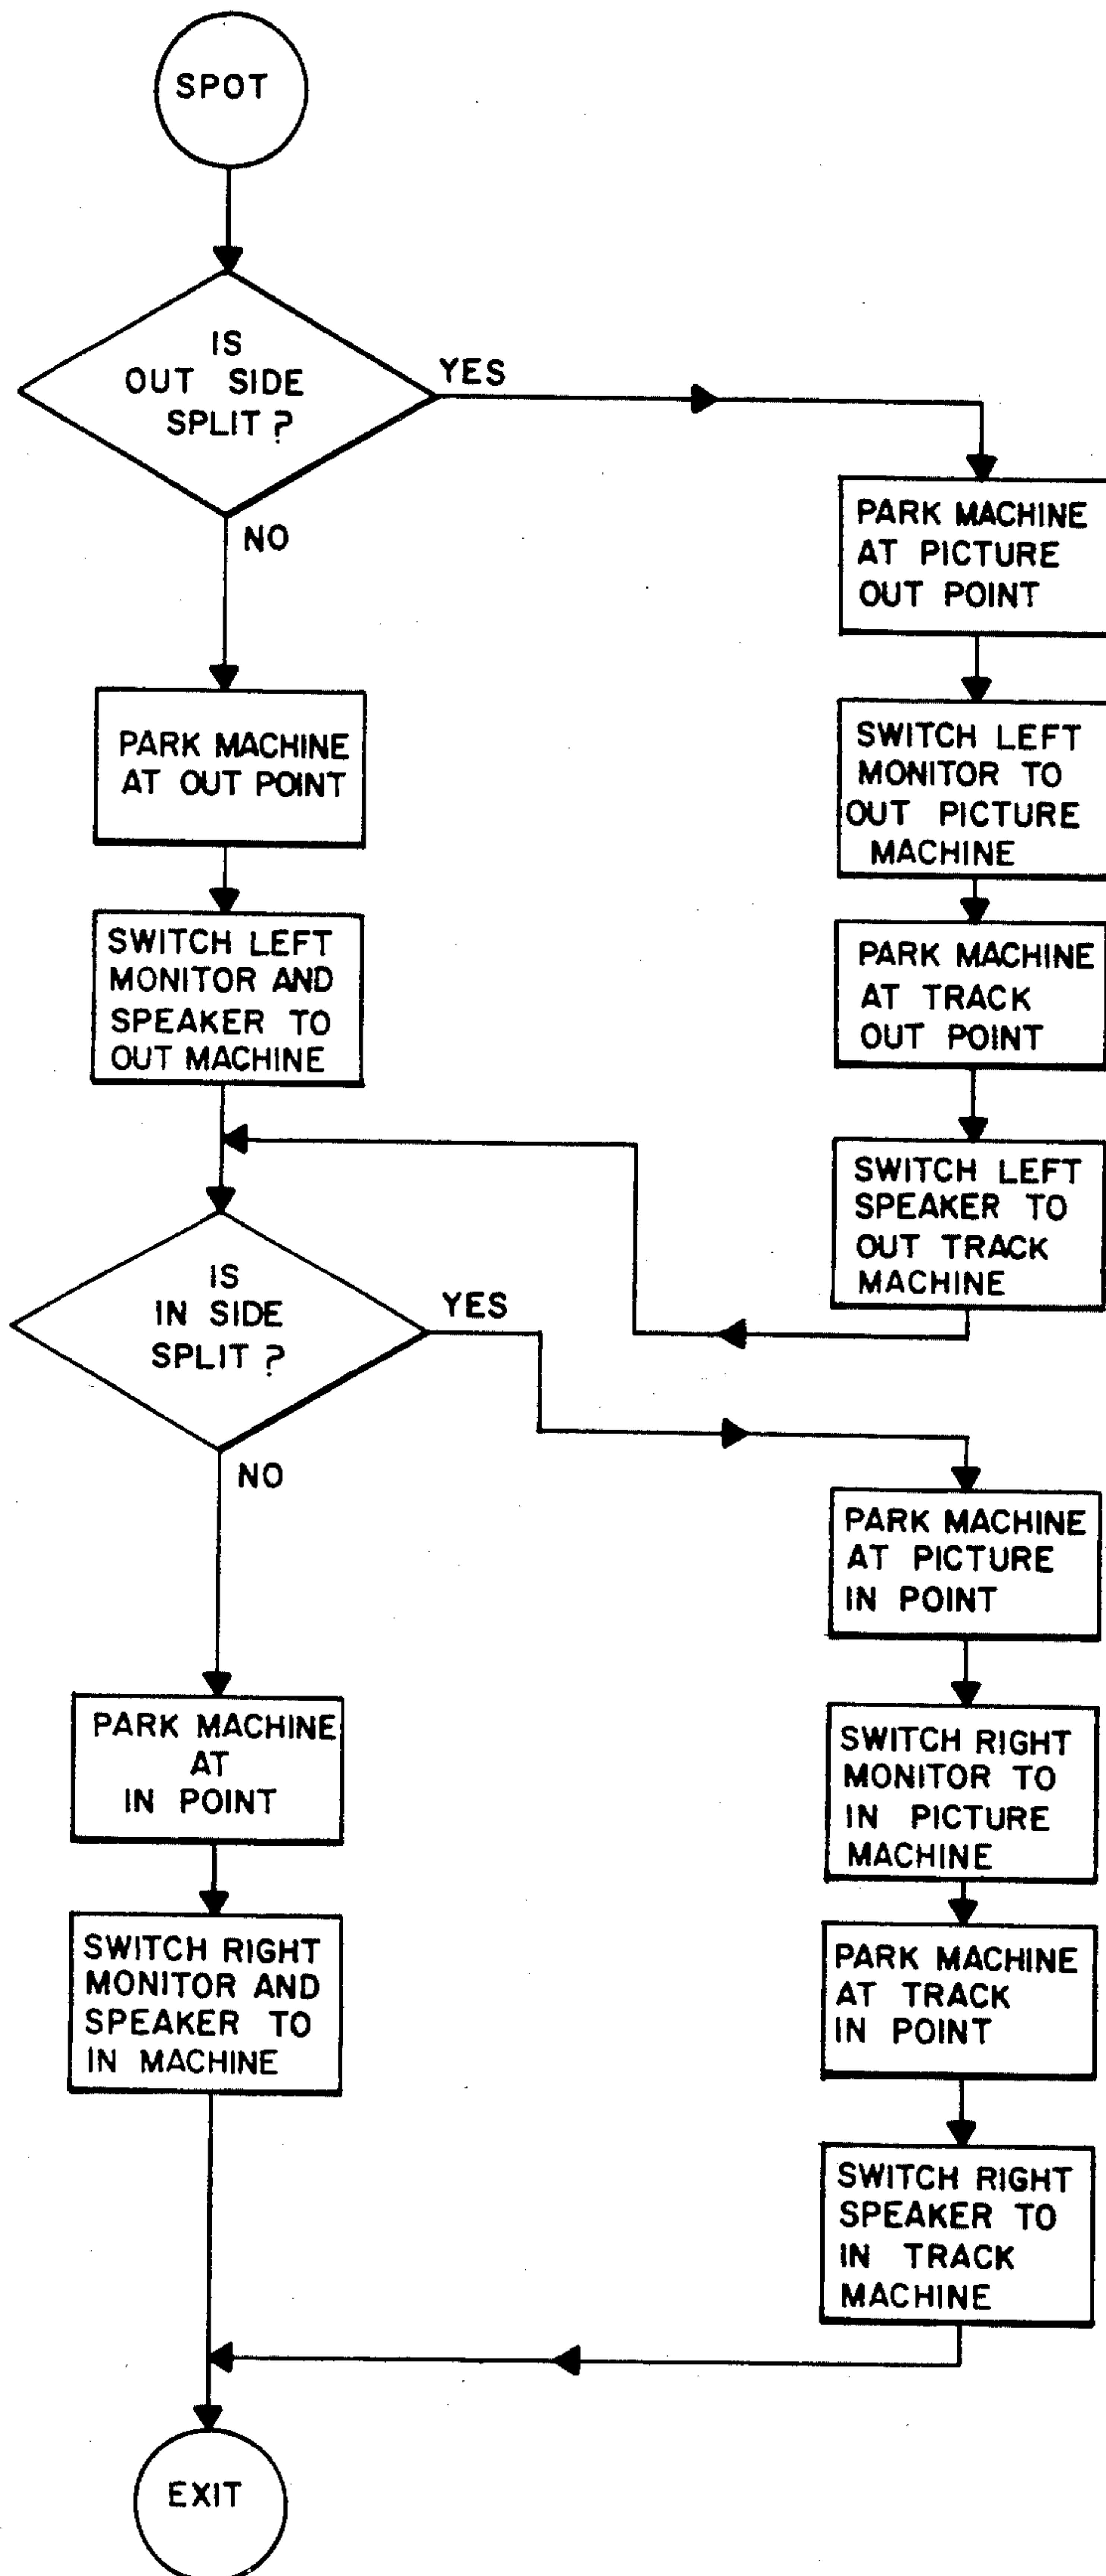 SPOT
IS
OUT SIDE
SPLIT?
YES
NO
PARK MACHINE
AT PICTURE
OUT POINT
SWITCH LEFT
MONITOR TO
OUT PICTURE
MACHINE
PARK MACHINE
AT TRACK
OUT POINT
SWITCH LEFT
SPEAKER TO
OUT TRACK
MACHINE
PARK MACHINE
AT OUT POINT
SWITCH LEFT
MONITOR AND
SPEAKER TO
OUT MACHINE
IS
IN SIDE
SPLIT?
YES
NO
PARK MACHINE
AT PICTURE
IN POINT
SWITCH RIGHT
MONITOR TO
IN PICTURE
MACHINE
PARK MACHINE
AT TRACK
IN POINT
SWITCH RIGHT
SPEAKER TO
IN TRACK
MACHINE
PARK MACHINE
AT
IN POINT
SWITCH RIGHT
MONITOR AND
SPEAKER TO
IN MACHINE
EXIT